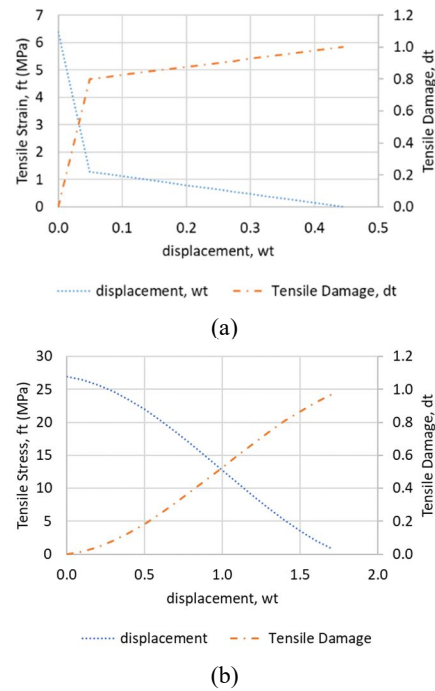 7
6
5
4
3
2
1
0
Tensile Strain, ft (MPa)
1.2
1.0
0.8
0.6
0.4
0.2
0.0
Tensile Damage, dt
0.0 0.1 0.2 0.3 0.4 0.5
displacement, wt
displacement, wt Tensile Damage, dt
(a)
30
25
20
15
10
5
0
Tensile Stress, ft (MPa)
1.2
1.0
0.8
0.6
0.4
0.2
0.0
Tensile Damage, dt
0.0 0.5 1.0 1.5 2.0
displacement, wt
displacement Tensile Damage
(b)